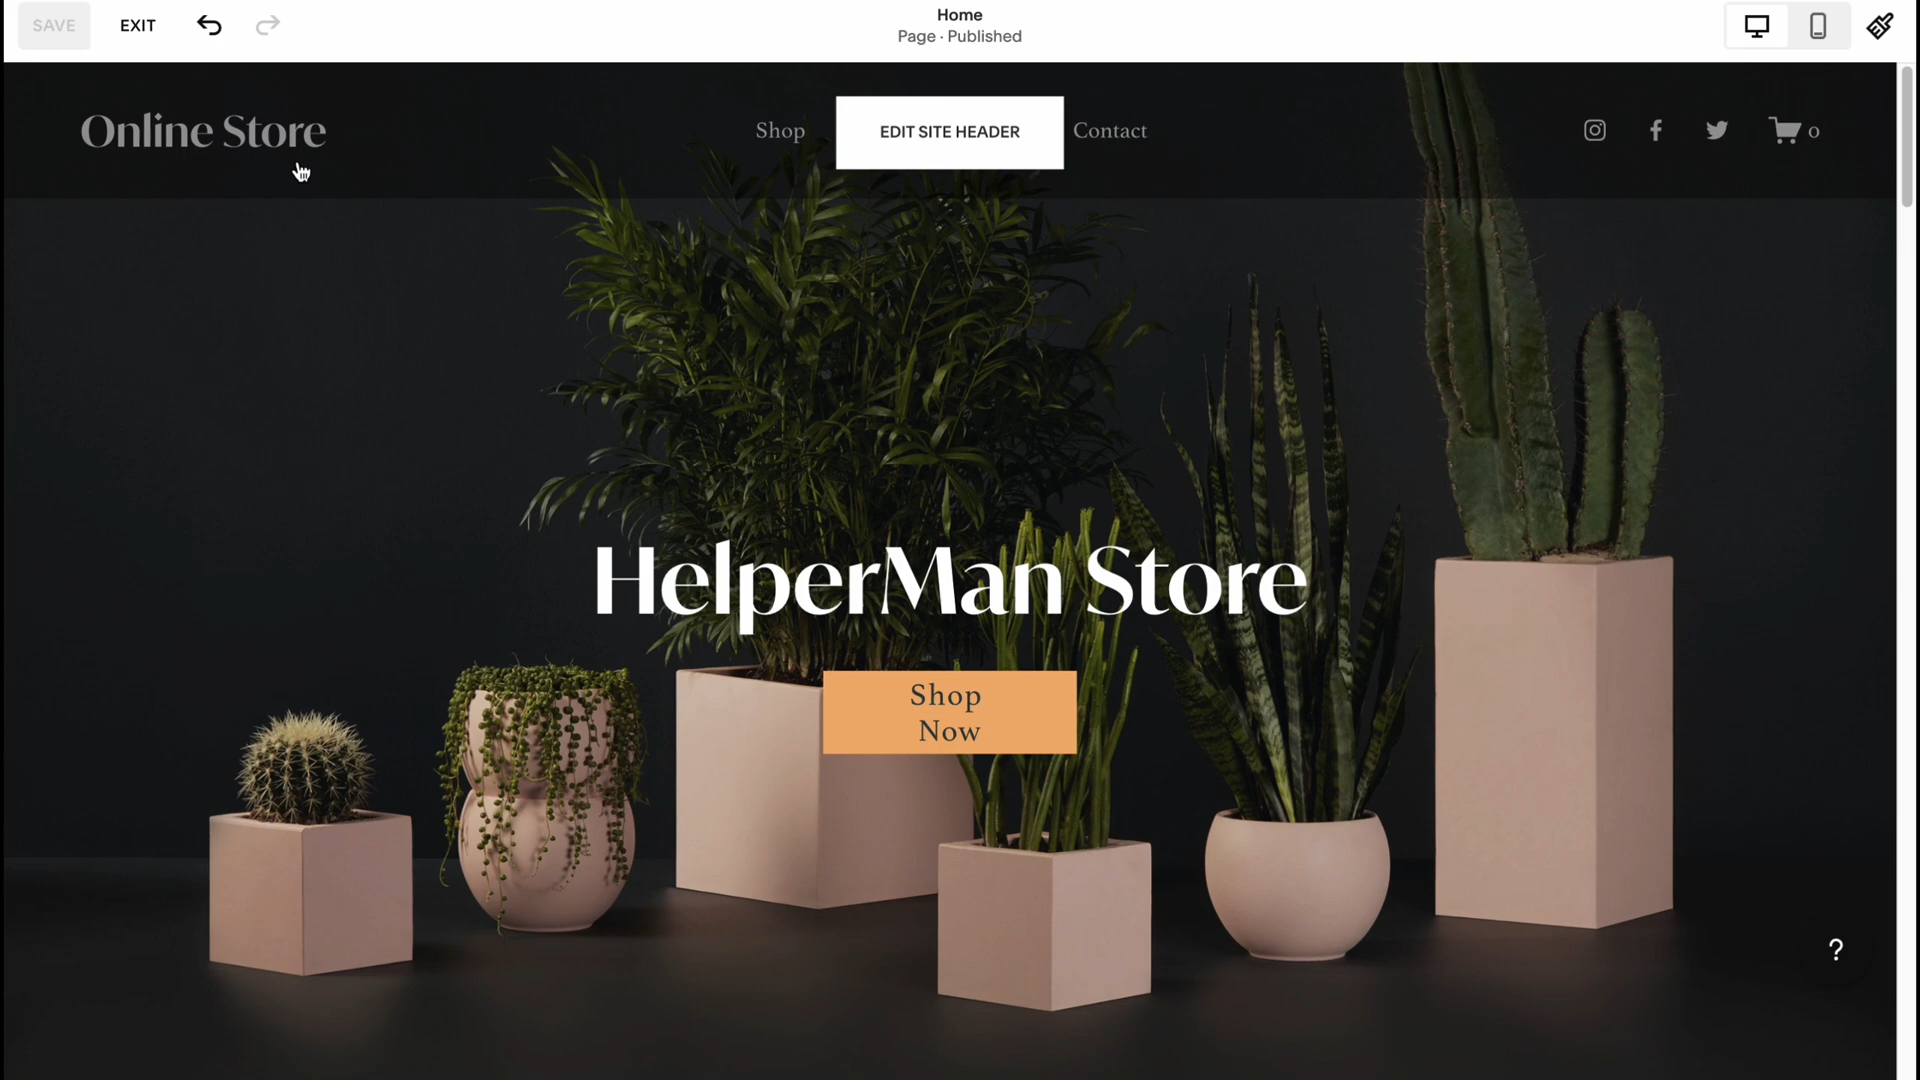 SAVE
EXIT
Home
Page · Published
Online Store
Shop
EDIT SITE HEADER
Contact
0
HelperMan Store
Shop
Now
?